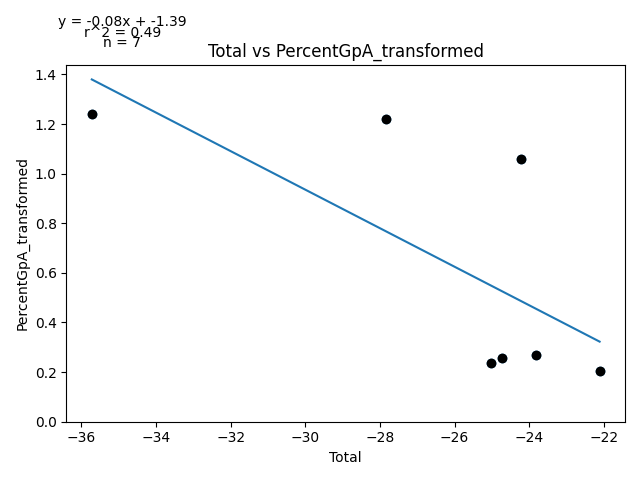 y = -0.08x + -1.39
r^2 = 0.49
n = 7
Total vs PercentGpA_transformed
PercentGpA_transformed
1.4
1.2
1.0
0.8
0.6
0.4
0.2
0.0
−36
−34
−32
−30
−28
−26
−24
−22
Total